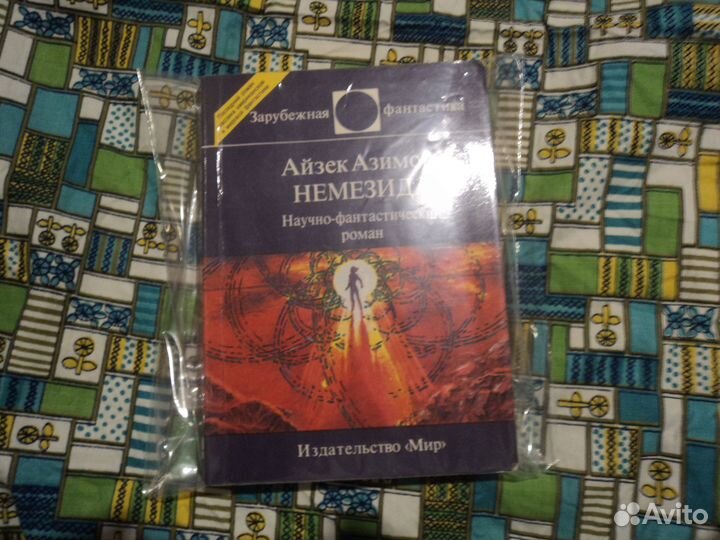 Зарубежная фантастика
Айзек Азимов
НЕМЕЗИДА
Научно-фантастический
роман
Издательство «Мир»
Avito